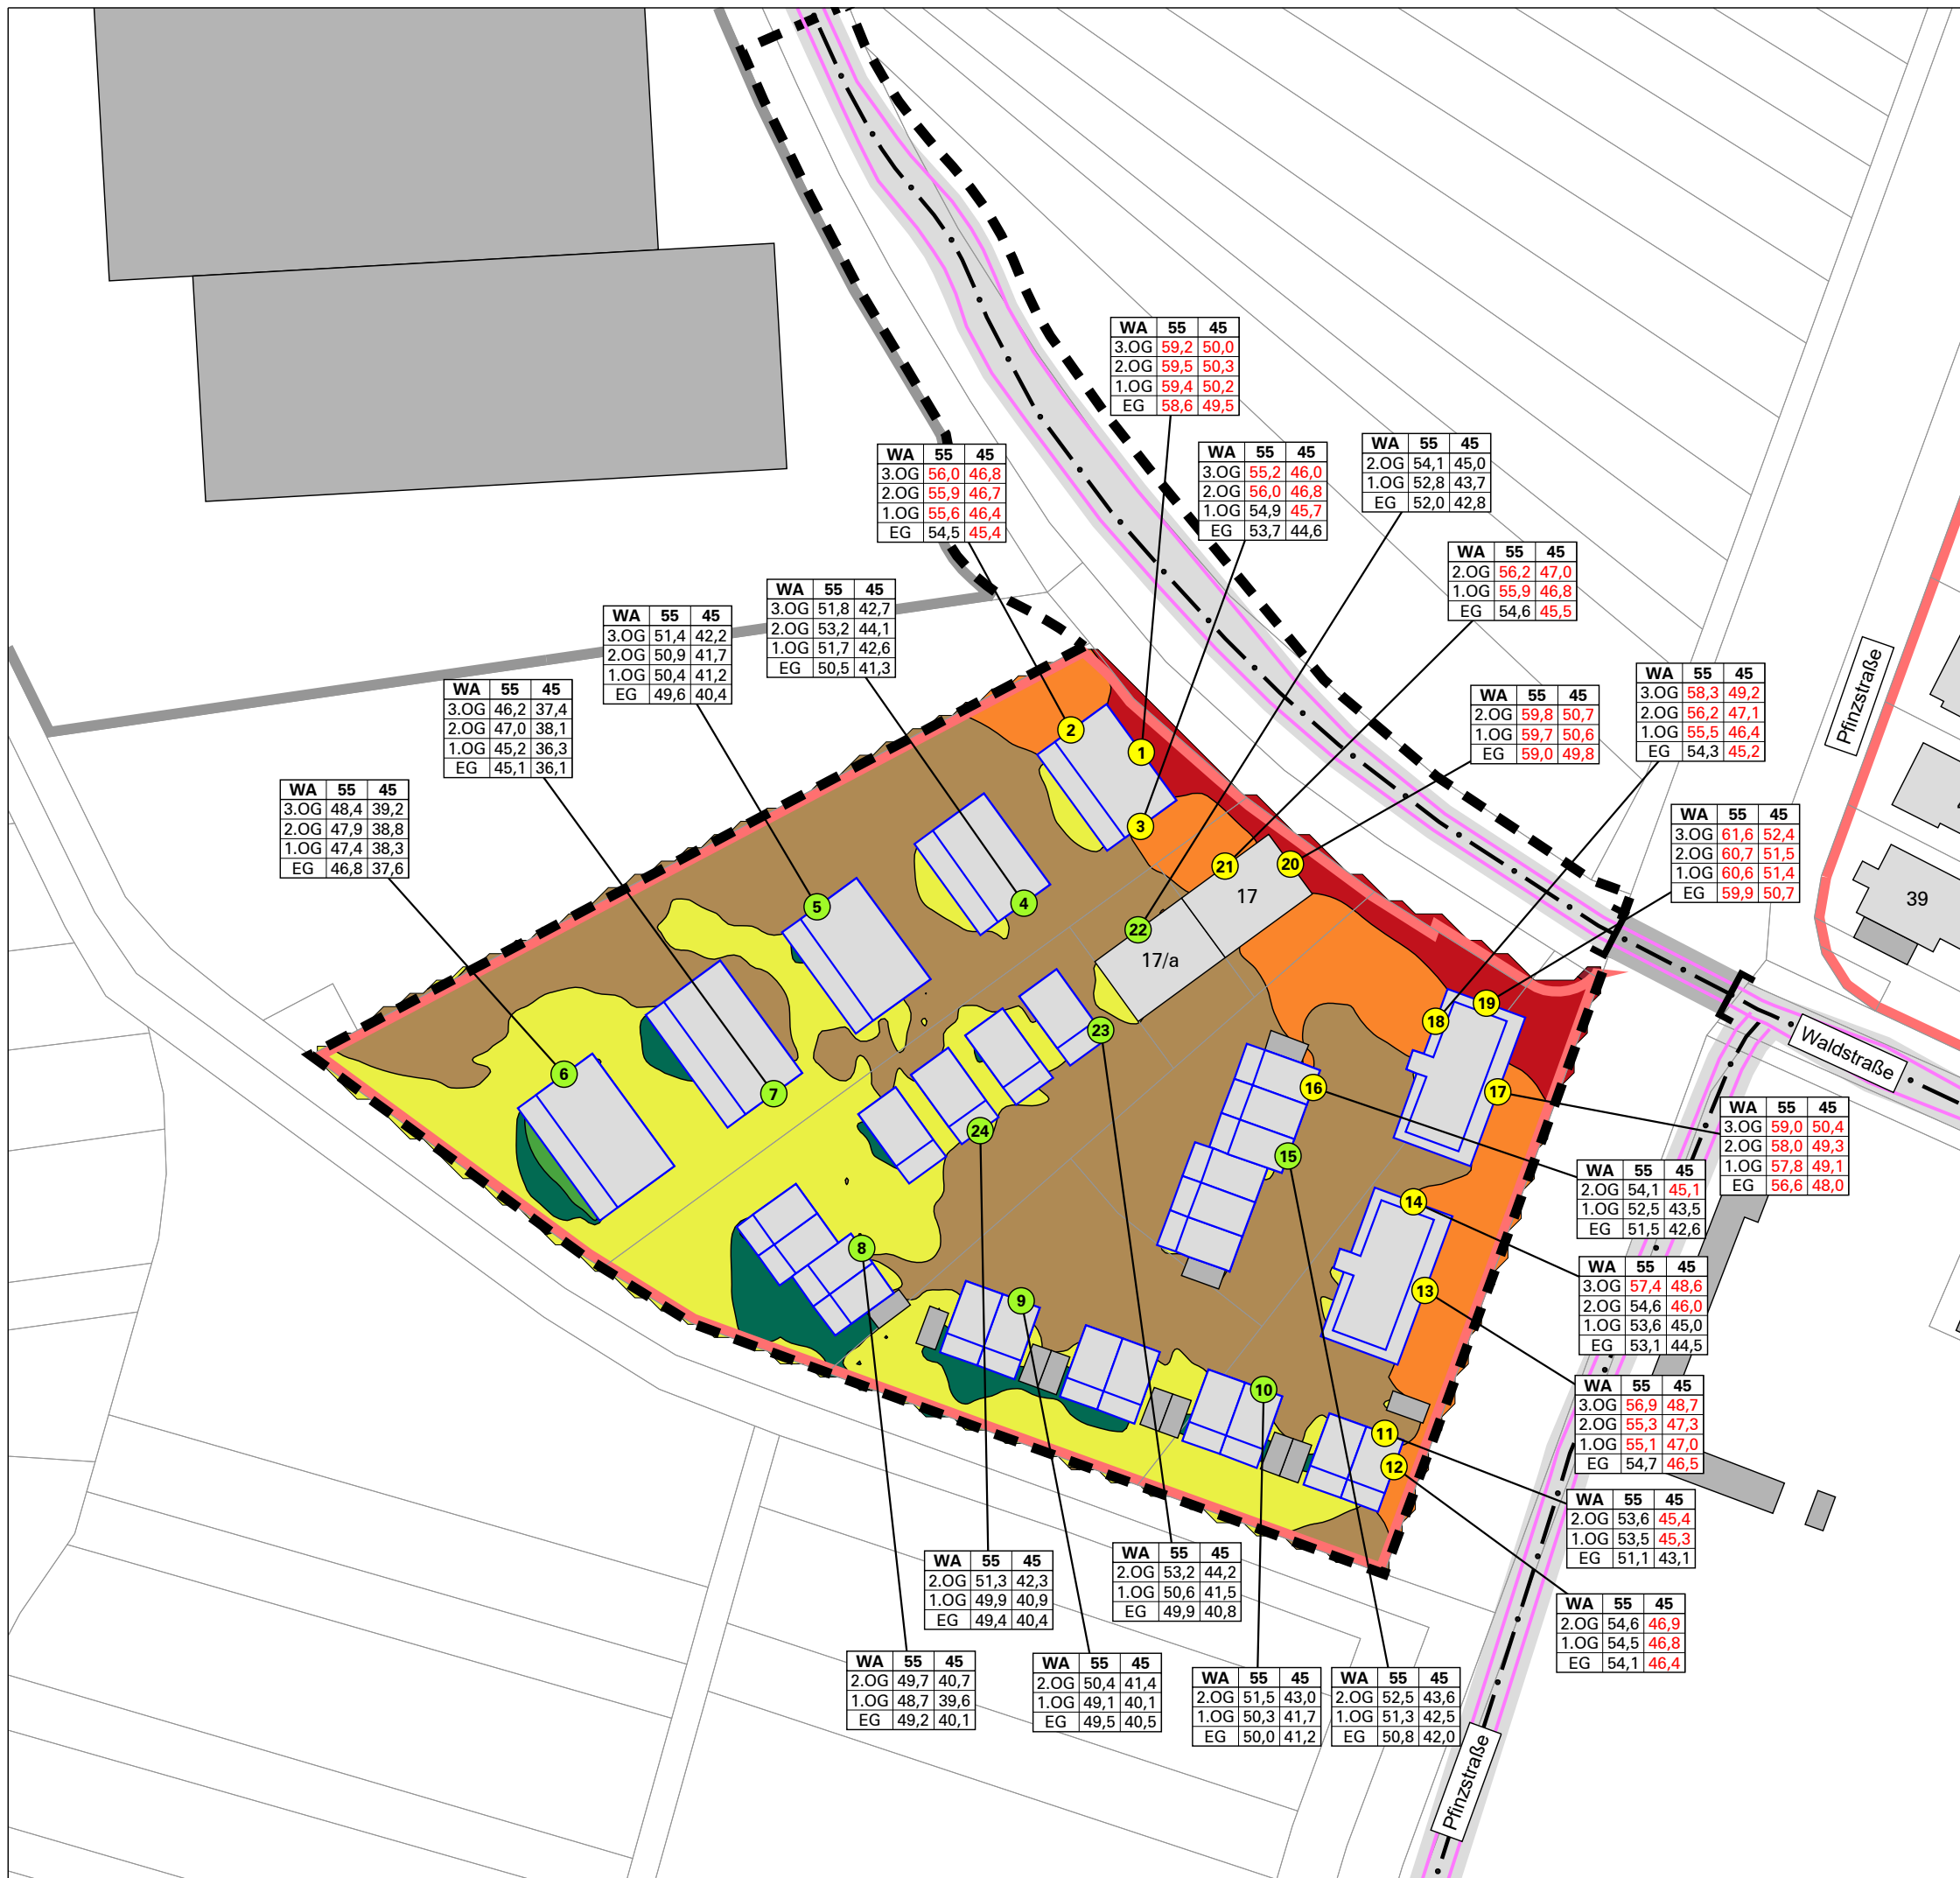 WA 55 45
3.OG 59,2 50,0
2.OG 59,5 50,3
1.OG 59,4 50,2
EG 58,6 49,5
WA 55 45
3.OG 56,0 46,8
2.OG 55,9 46,7
1.OG 55,6 46,4
EG 54,5 45,4
WA 55 45
3.OG 55,2 46,0
2.OG 56,0 46,8
1.OG 54,9 45,7
EG 53,7 44,6
WA 55 45
2.OG 54,1 45,0
1.OG 52,8 43,7
EG 52,0 42,8
WA 55 45
2.OG 56,2 47,0
1.OG 55,9 46,8
EG 54,6 45,5
WA 55 45
3.OG 51,8 42,7
2.OG 53,2 44,1
1.OG 51,7 42,6
EG 50,5 41,3
WA 55 45
3.OG 51,4 42,2
2.OG 50,9 41,7
1.OG 50,4 41,2
EG 49,6 40,4
WA 55 45
3.OG 46,2 37,4
2.OG 47,0 38,1
1.OG 45,2 36,3
EG 45,1 36,1
WA 55 45
2.OG 59,8 50,7
1.OG 59,7 50,6
EG 59,0 49,8
WA 55 45
3.OG 58,3 49,2
2.OG 56,2 47,1
1.OG 55,5 46,4
EG 54,3 45,2
Pfinzstraße
WA 55 45
3.OG 48,4 39,2
2.OG 47,9 38,8
1.OG 47,4 38,3
EG 46,8 37,6
WA 55 45
3.OG 61,6 52,4
2.OG 60,7 51,5
1.OG 60,6 51,4
EG 59,9 50,7
39
2
1
3
21
20
17
5
4
22
17/a
19
18
23
Waldstraße
6
7
16
17
24
15
14
8
13
9
10
11
12
WA 55 45
3.OG 59,0 50,4
2.OG 58,0 49,3
1.OG 57,8 49,1
EG 56,6 48,0
WA 55 45
2.OG 54,1 45,1
1.OG 52,5 43,5
EG 51,5 42,6
WA 55 45
3.OG 57,4 48,6
2.OG 54,6 46,0
1.OG 53,6 45,0
EG 53,1 44,5
WA 55 45
3.OG 56,9 48,7
2.OG 55,3 47,3
1.OG 55,1 47,0
EG 54,7 46,5
WA 55 45
2.OG 53,6 45,4
1.OG 53,5 45,3
EG 51,1 43,1
WA 55 45
2.OG 54,6 46,9
1.OG 54,5 46,8
EG 54,1 46,4
WA 55 45
2.OG 51,3 42,3
1.OG 49,9 40,9
EG 49,4 40,4
WA 55 45
2.OG 53,2 44,2
1.OG 50,6 41,5
EG 49,9 40,8
WA 55 45
2.OG 49,7 40,7
1.OG 48,7 39,6
EG 49,2 40,1
WA 55 45
2.OG 50,4 41,4
1.OG 49,1 40,1
EG 49,5 40,5
WA 55 45
2.OG 51,5 43,0
1.OG 50,3 41,7
EG 50,0 41,2
WA 55 45
2.OG 52,5 43,6
1.OG 51,3 42,5
EG 50,8 42,0
Pfinzstraße